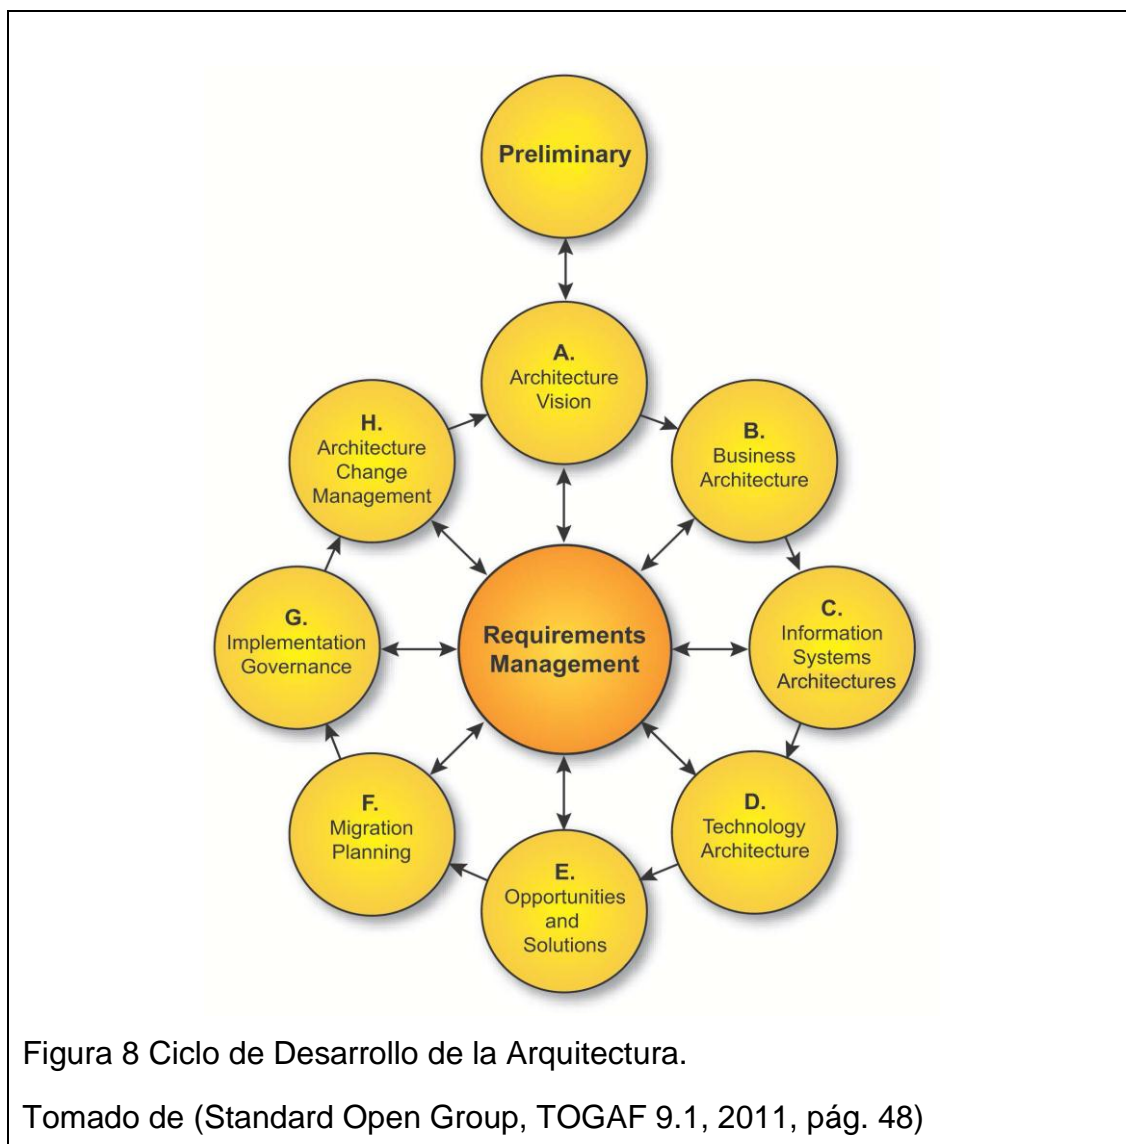 Preliminary
A.
Architecture
Vision
B.
Business
Architecture
C.
Information
Systems
Architectures
D.
Technology
Architecture
E.
Opportunities
and
Solutions
F.
Migration
Planning
G.
Implementation
Governance
H.
Architecture
Change
Management
Requirements
Management
Figura 8 Ciclo de Desarrollo de la Arquitectura.
Tomado de (Standard Open Group, TOGAF 9.1, 2011, pág. 48)